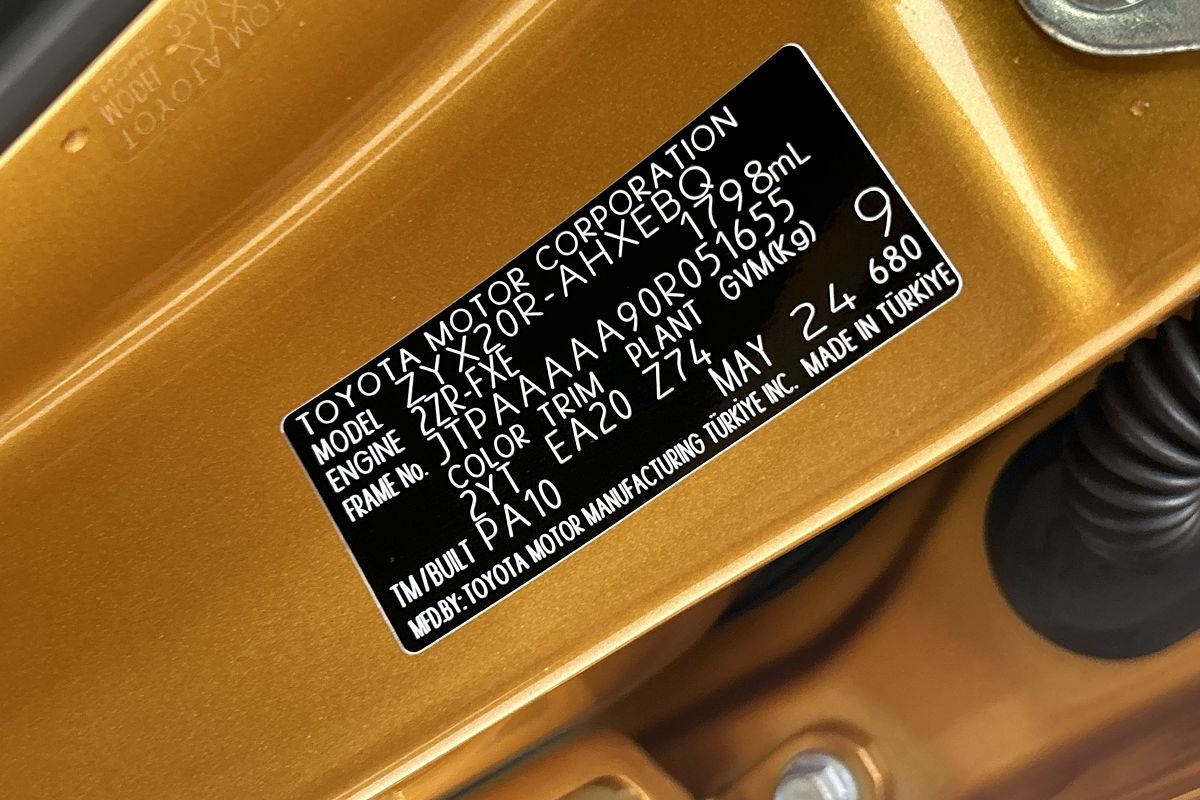 TOYOTA MOTOR CORPORATION
MODEL ZYX20R-AHXEBQ
ENGINE 2ZR-FXE 1798mL
FRAME No. JTPAAAAA90R051655
COLOR TRIM PLANT GVM(Kg) 9
2YT EA20 Z74 680
TM/BUILT PA10 MAY 24
MFD.BY: TOYOTA MOTOR MANUFACTURING TÜRKİYE INC. MADE IN TÜRKİYE